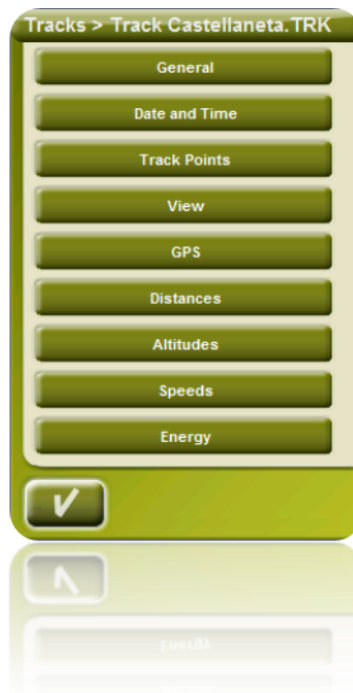 Tracks > Track Castellaneta.TRK
General
Date and Time
Track Points
View
GPS
Distances
Altitudes
Speeds
Energy